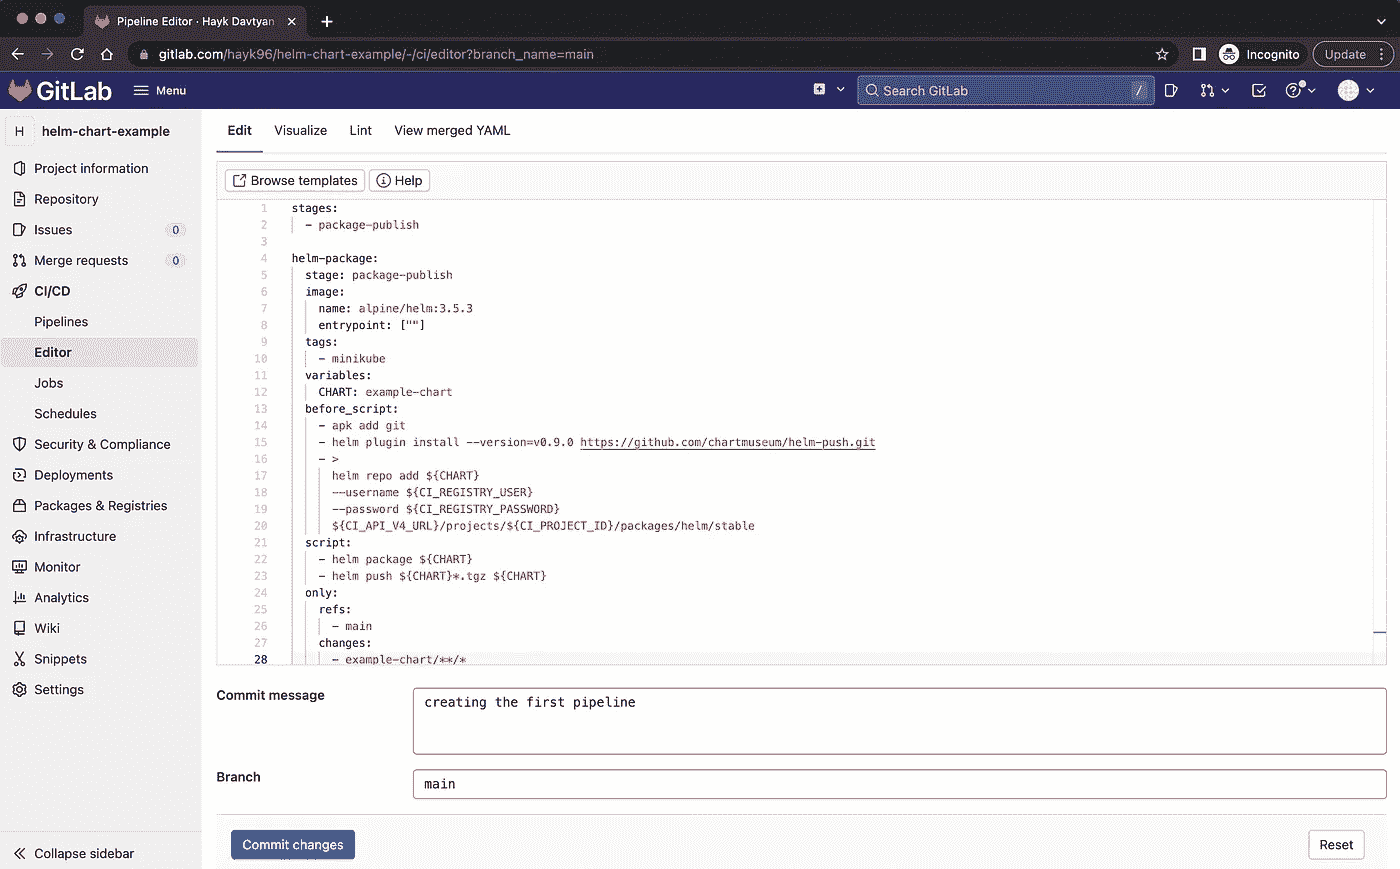 Pipeline Editor · Hayk Davtyan
gitlab.com/hayk96/helm-chart-example/-/ci/editor?branch_name=main
Incognito
Update
GitLab
Menu
Search GitLab
/
H helm-chart-example
Project information
Repository
Issues 0
Merge requests 0
CI/CD
Pipelines
Editor
Jobs
Schedules
Security & Compliance
Deployments
Packages & Registries
Infrastructure
Monitor
Analytics
Wiki
Snippets
Settings
Collapse sidebar
Edit Visualize Lint View merged YAML
Browse templates Help
1 stages:
2 - package-publish
3
4 helm-package:
5 stage: package-publish
6 image:
7 name: alpine/helm:3.5.3
8 entrypoint: [""]
9 tags:
10 - minikube
11 variables:
12 CHART: example-chart
13 before_script:
14 - apk add git
15 - helm plugin install --version=v0.9.0 https://github.com/chartmuseum/helm-push.git
16 - >
17 helm repo add ${CHART}
18 --username ${CI_REGISTRY_USER}
19 --password ${CI_REGISTRY_PASSWORD}
20 ${CI_API_V4_URL}/projects/${CI_PROJECT_ID}/packages/helm/stable
21 script:
22 - helm package ${CHART}
23 - helm push ${CHART}*.tgz ${CHART}
24 only:
25 refs:
26 - main
27 changes:
28 - example-chart/**/*
Commit message
creating the first pipeline
Branch
main
Commit changes
Reset